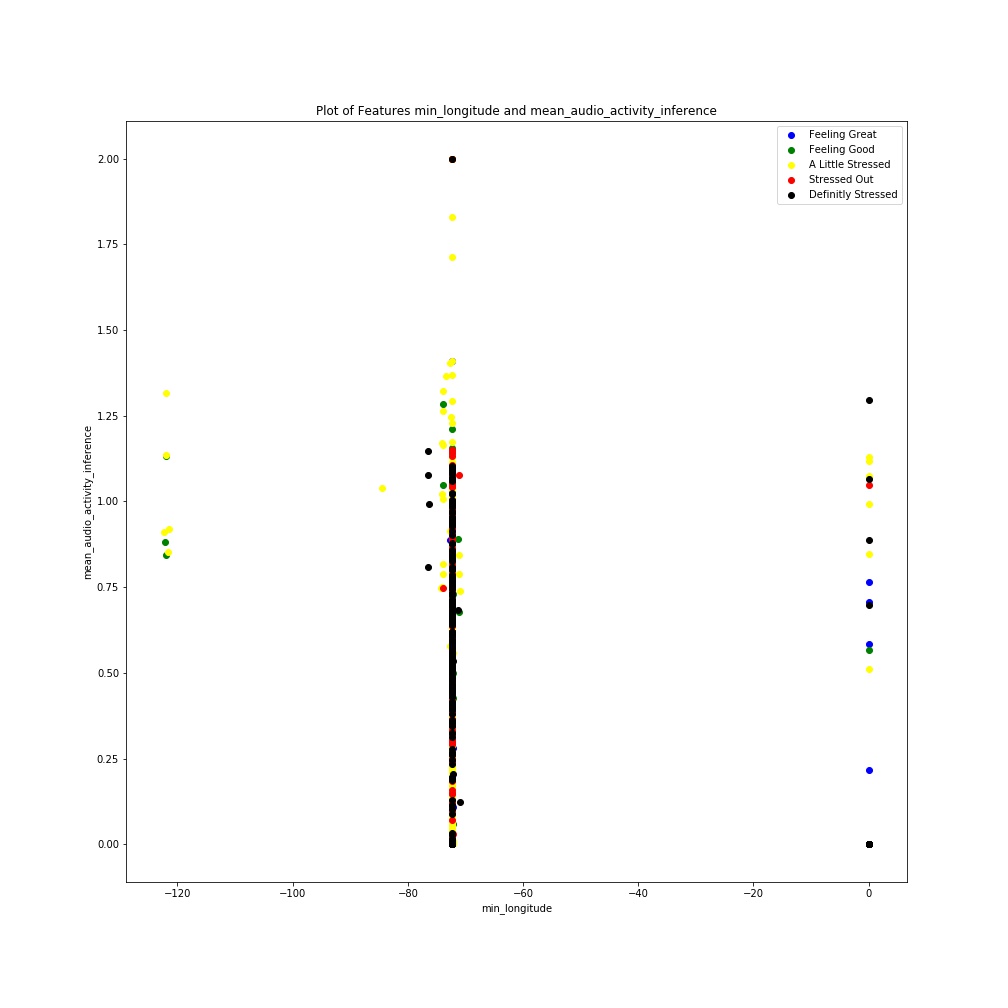 Plot of Features min_longitude and mean_audio_activity_inference
Feeling Great
Feeling Good
A Little Stressed
Stressed Out
Definitly Stressed
mean_audio_activity_inference
2.00
1.75
1.50
1.25
1.00
0.75
0.50
0.25
0.00
−120
−100
−80
−60
−40
−20
0
min_longitude